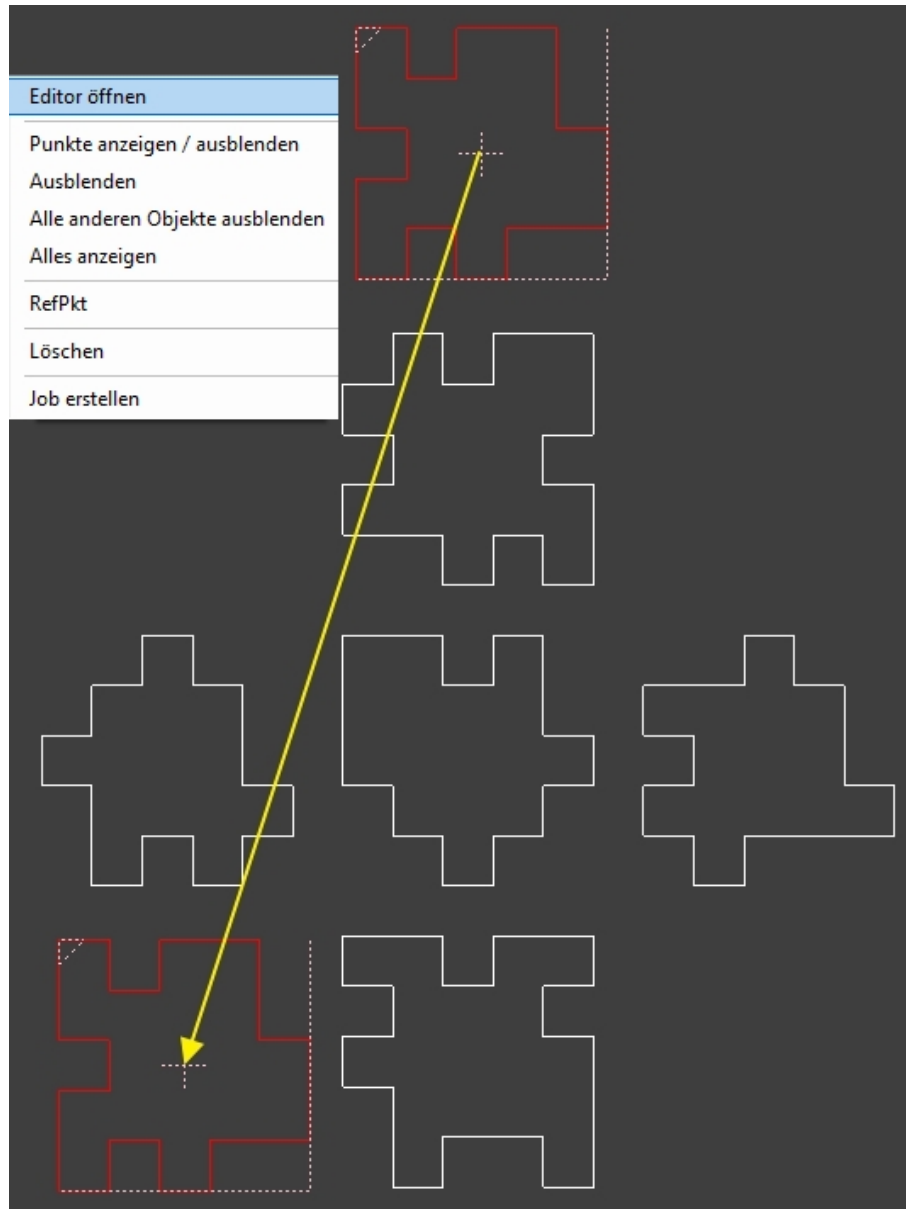 Editor öffnen
Punkte anzeigen / ausblenden
Ausblenden
Alle anderen Objekte ausblenden
Alles anzeigen
RefPkt
Löschen
Job erstellen